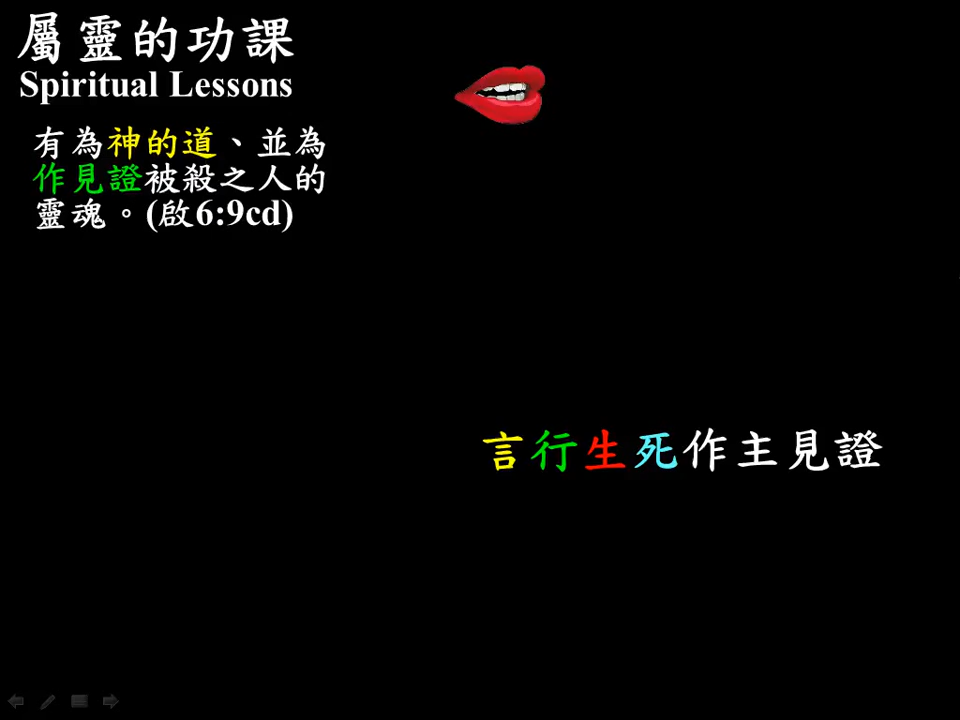 屬靈的功課
Spiritual Lessons
有為神的道、並為
作見證被殺之人的
靈魂。(啟6:9cd)
言行生死作主見證